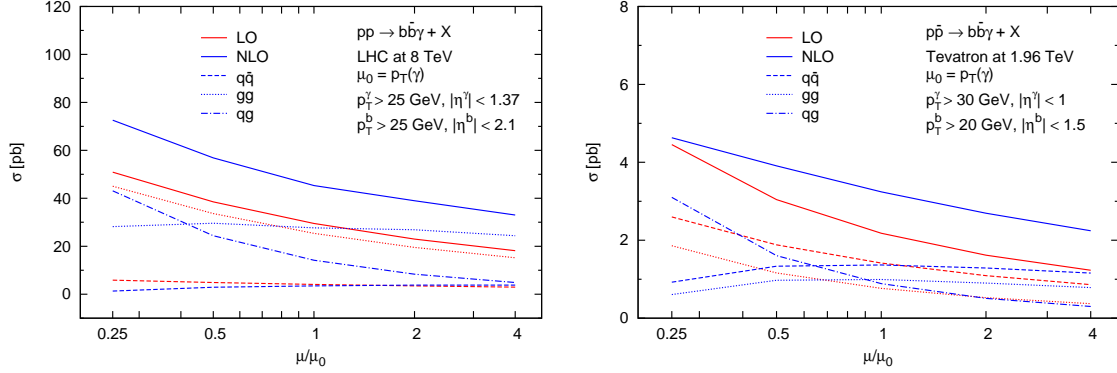 120
100
80
60
40
20
0
σ [pb]
0.25 0.5 1 2 4
μ/μ0
LO
NLO
qq̄
gg
qg
pp → bb̄γ + X
LHC at 8 TeV
μ0 = pT(γ)
pTγ > 25 GeV, |ηγ| < 1.37
pTb > 25 GeV, |ηb| < 2.1
8
6
4
2
0
σ [pb]
0.25 0.5 1 2 4
μ/μ0
LO
NLO
qq̄
gg
qg
pp̄ → bb̄γ + X
Tevatron at 1.96 TeV
μ0 = pT(γ)
pTγ > 30 GeV, |ηγ| < 1
pTb > 20 GeV, |ηb| < 1.5